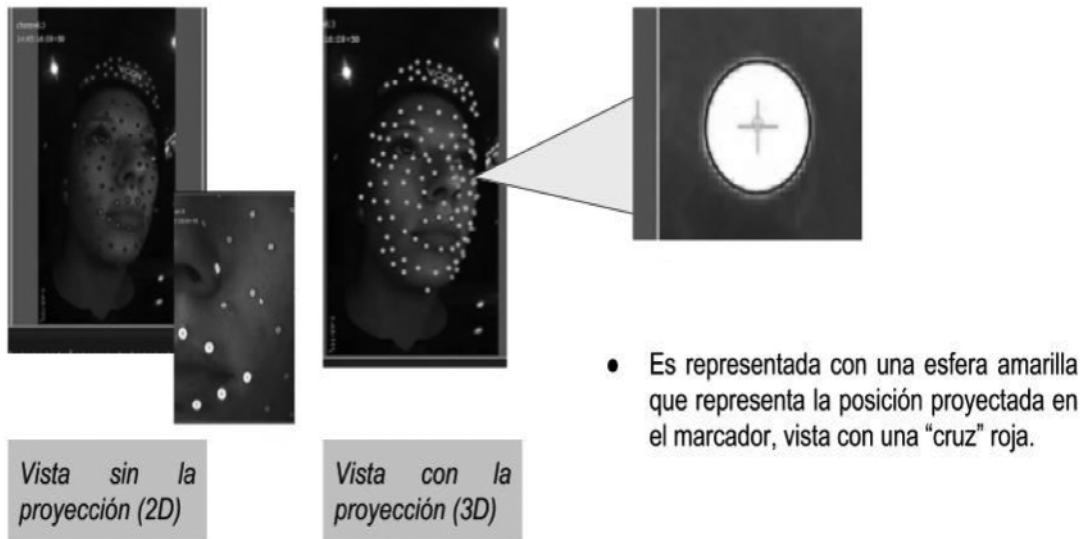 ● Es representada con una esfera amarilla
que representa la posición proyectada en
el marcador, vista con una “cruz” roja.
Vista sin la
proyección (2D)
Vista con la
proyección (3D)